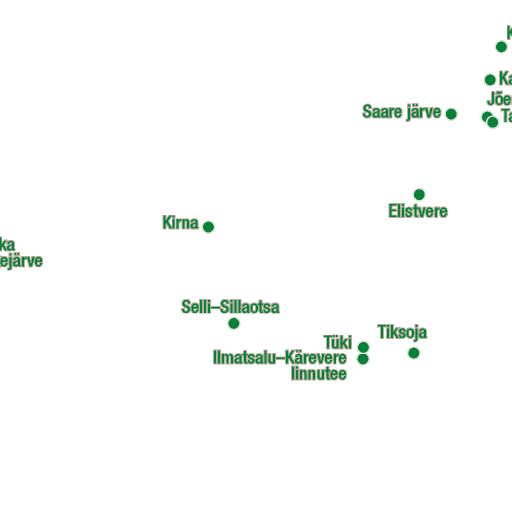 K
Ka
Jõe
Saare järve
Ta
Elistvere
Kirna
ka
ejärve
Selli–Sillaotsa
Tiksoja
Tüki
Ilmatsalu–Kärevere
linnutee